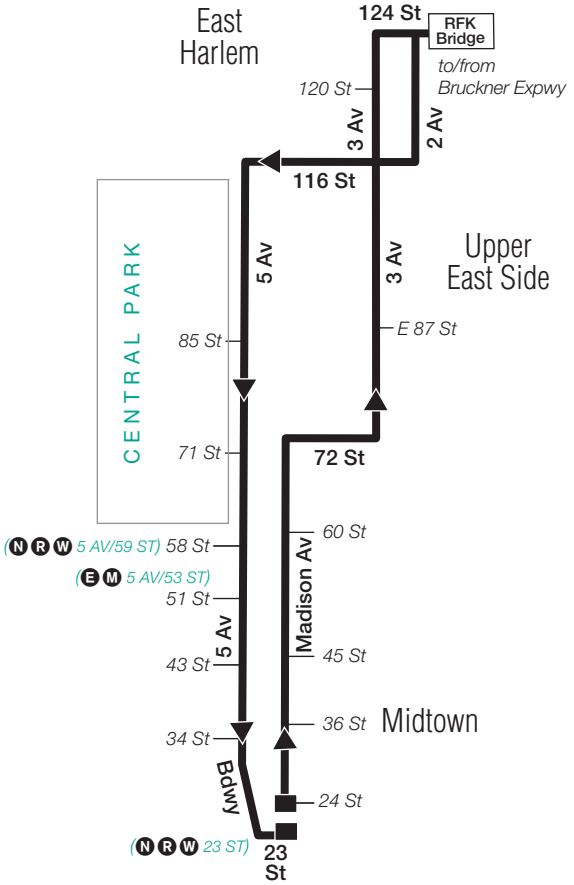 East
Harlem
124 St
RFK
Bridge
to/from
Bruckner Expwy
120 St
3 Av
2 Av
116 St
CENTRAL PARK
5 Av
3 Av
Upper
East Side
85 St
E 87 St
71 St
72 St
(N R W 5 AV/59 ST) 58 St
60 St
(E M 5 AV/53 ST)
51 St
Madison Av
5 Av
43 St
45 St
34 St
36 St
Midtown
Bdwy
24 St
(N R W 23 ST)
23
St